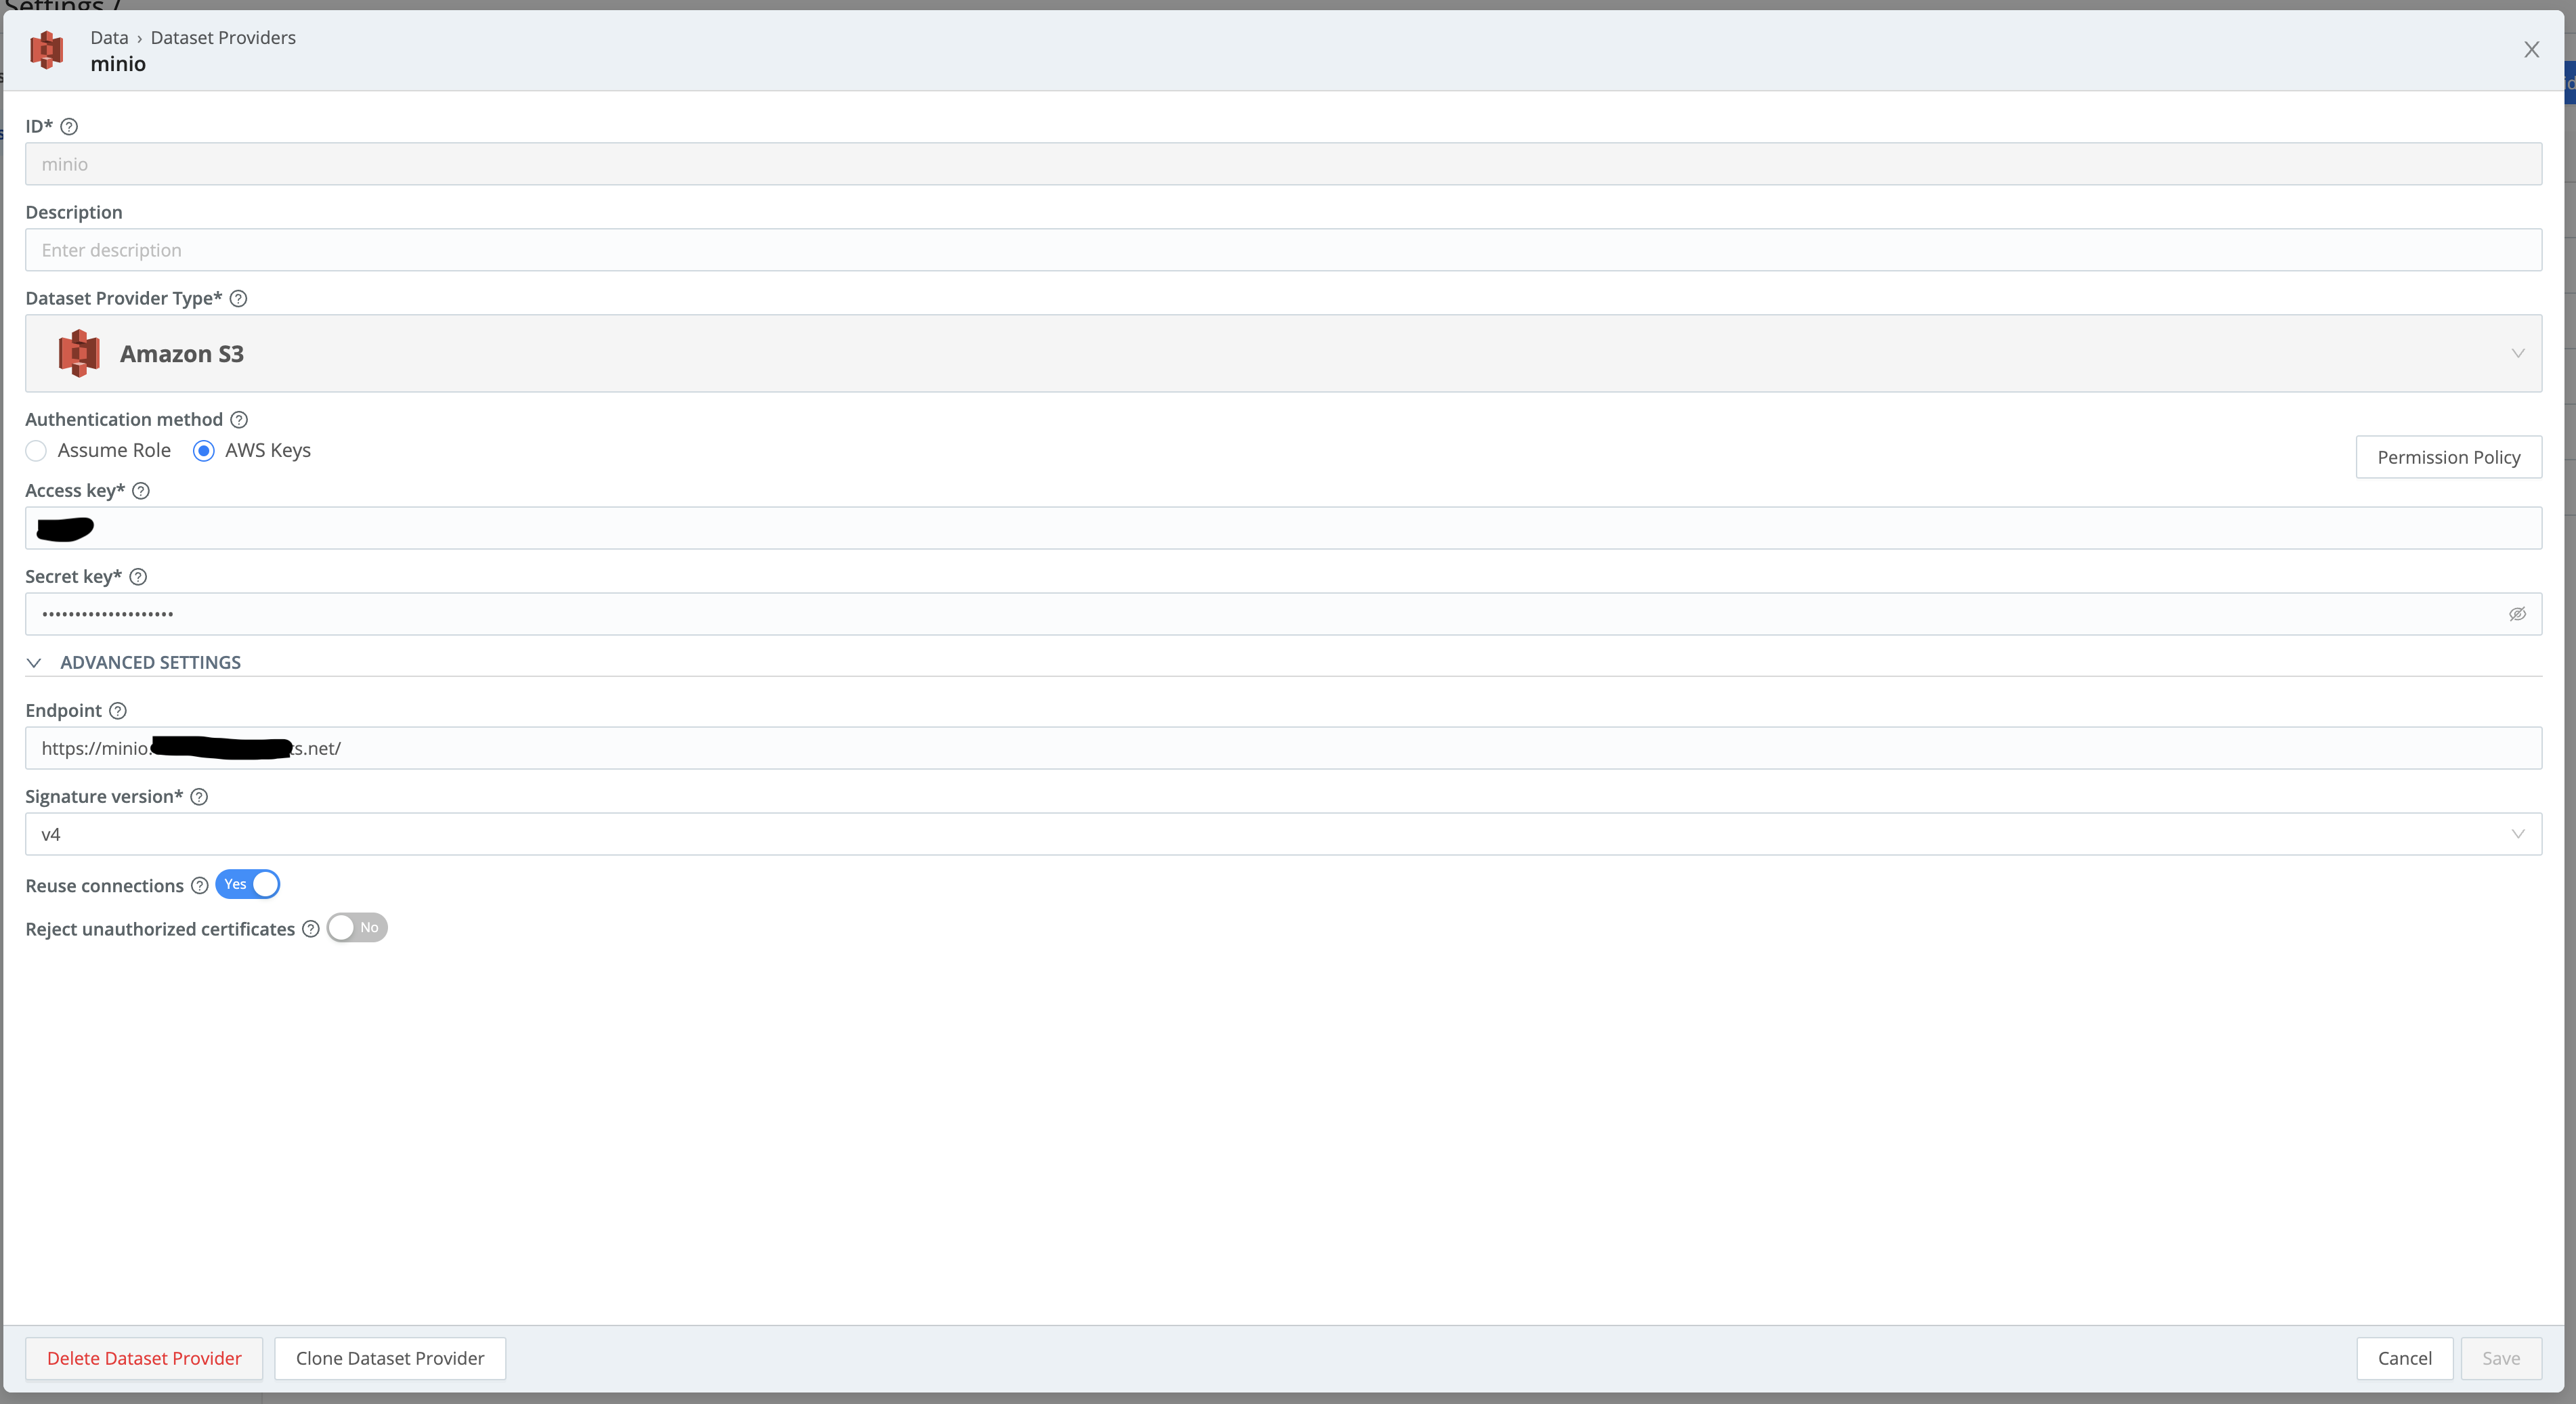 Settings /
Data › Dataset Providers
minio
ID*
minio
Description
Enter description
Dataset Provider Type*
Amazon S3
Authentication method
Assume Role AWS Keys
Permission Policy
Access key*
Secret key*
••••••••••••••••••••
ADVANCED SETTINGS
Endpoint
https://minio. s.net/
Signature version*
v4
Reuse connections Yes
Reject unauthorized certificates No
Delete Dataset Provider Clone Dataset Provider Cancel Save